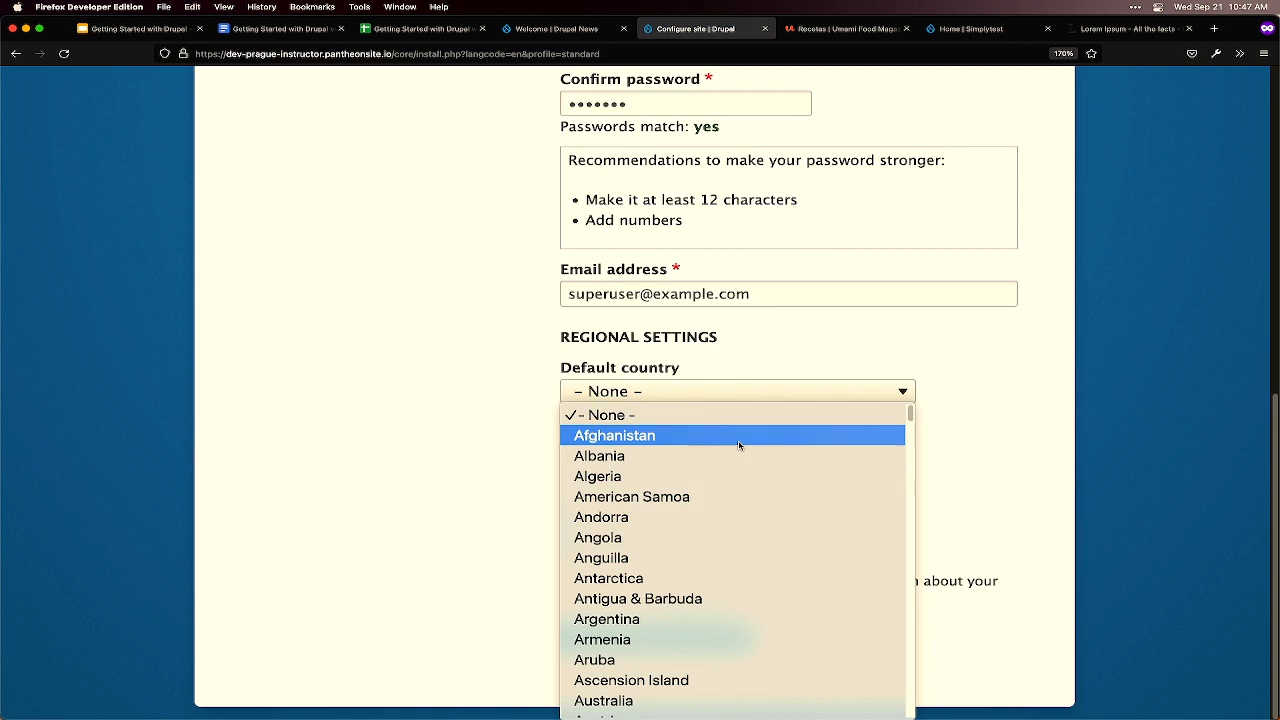 Firefox Developer Edition File Edit View History Bookmarks Tools Window Help Wed Sep 21 10:47 AM
Getting Started with Drupal Getting Started with Drupal Getting Started with Drupal Welcome | Drupal News Configure site | Drupal Recetas | Umami Food Maga Home | Simplytest Lorem Ipsum - All the facts
https://dev-prague-instructor.pantheonsite.io/core/install.php?langcode=en&profile=standard 170%
Confirm password *
•••••••
Passwords match: yes
Recommendations to make your password stronger:
• Make it at least 12 characters
• Add numbers
Email address *
superuser@example.com
REGIONAL SETTINGS
Default country
- None -
✓- None -
Afghanistan
Albania
Algeria
American Samoa
Andorra
Angola
Anguilla
Antarctica
about your
Antigua & Barbuda
Argentina
Armenia
Aruba
Ascension Island
Australia